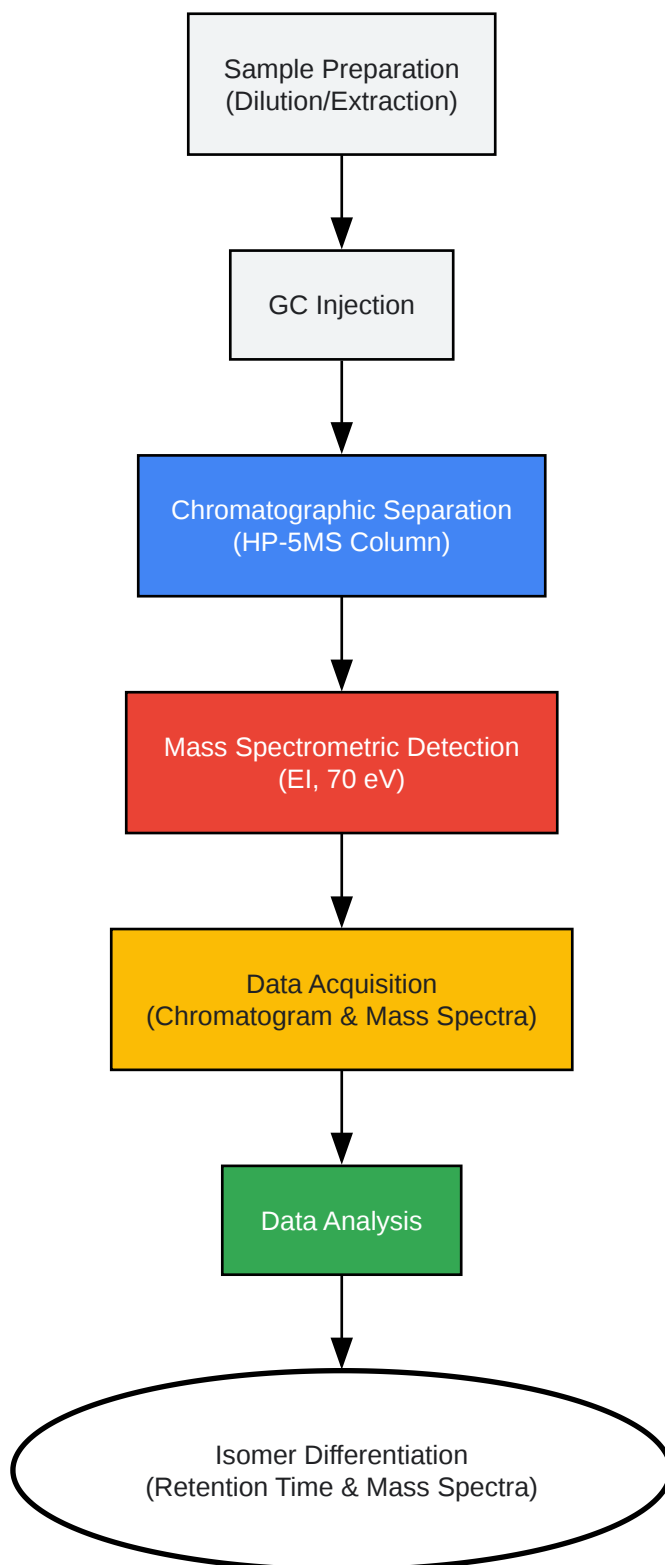 Sample Preparation
(Dilution/Extraction)
GC Injection
Chromatographic Separation
(HP-5MS Column)
Mass Spectrometric Detection
(EI, 70 eV)
Data Acquisition
(Chromatogram & Mass Spectra)
Data Analysis
Isomer Differentiation
(Retention Time & Mass Spectra)